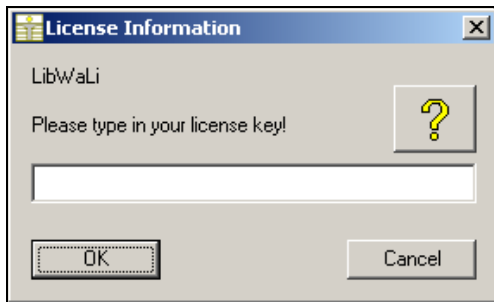 License Information
LibWaLi
Please type in your license key!
?
OK
Cancel